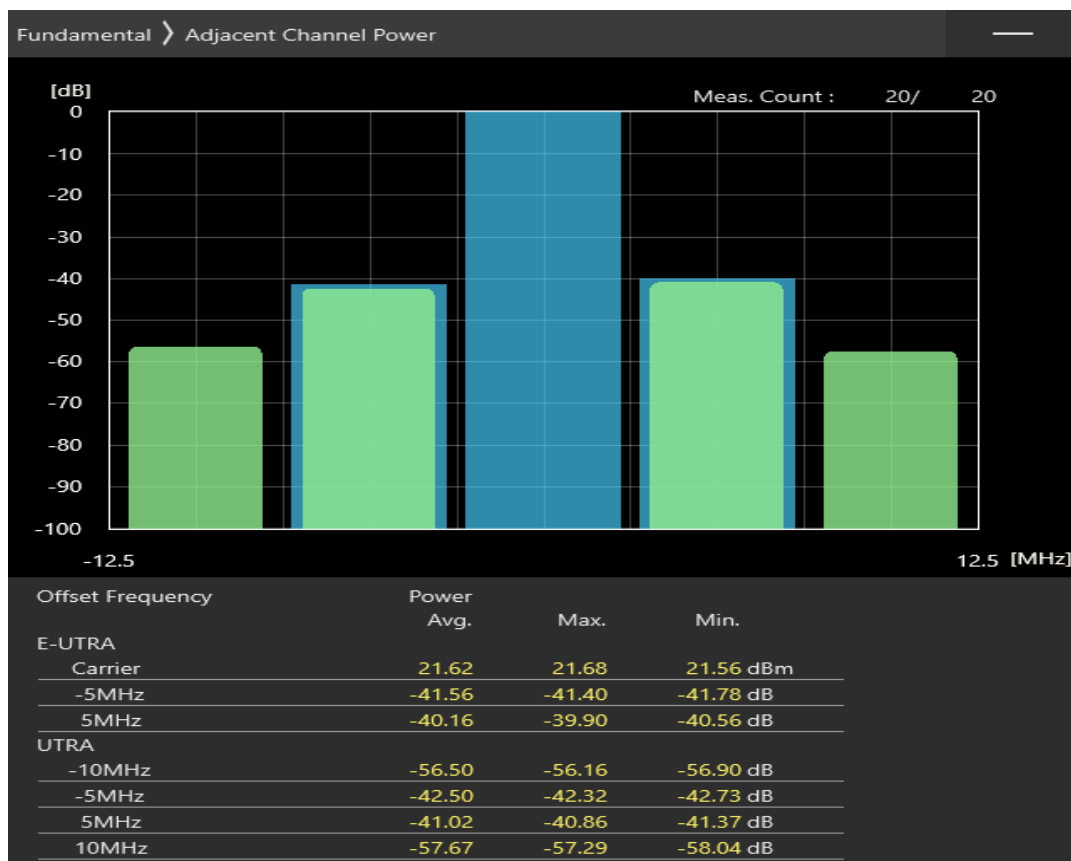 Fundamental ❯ Adjacent Channel Power
[dB]
Meas. Count : 20/ 20
0
-10
-20
-30
-40
-50
-60
-70
-80
-90
-100
-12.5 12.5 [MHz]
Offset Frequency Power
Avg. Max. Min.
E-UTRA
Carrier 21.62 21.68 21.56 dBm
-5MHz -41.56 -41.40 -41.78 dB
5MHz -40.16 -39.90 -40.56 dB
UTRA
-10MHz -56.50 -56.16 -56.90 dB
-5MHz -42.50 -42.32 -42.73 dB
5MHz -41.02 -40.86 -41.37 dB
10MHz -57.67 -57.29 -58.04 dB